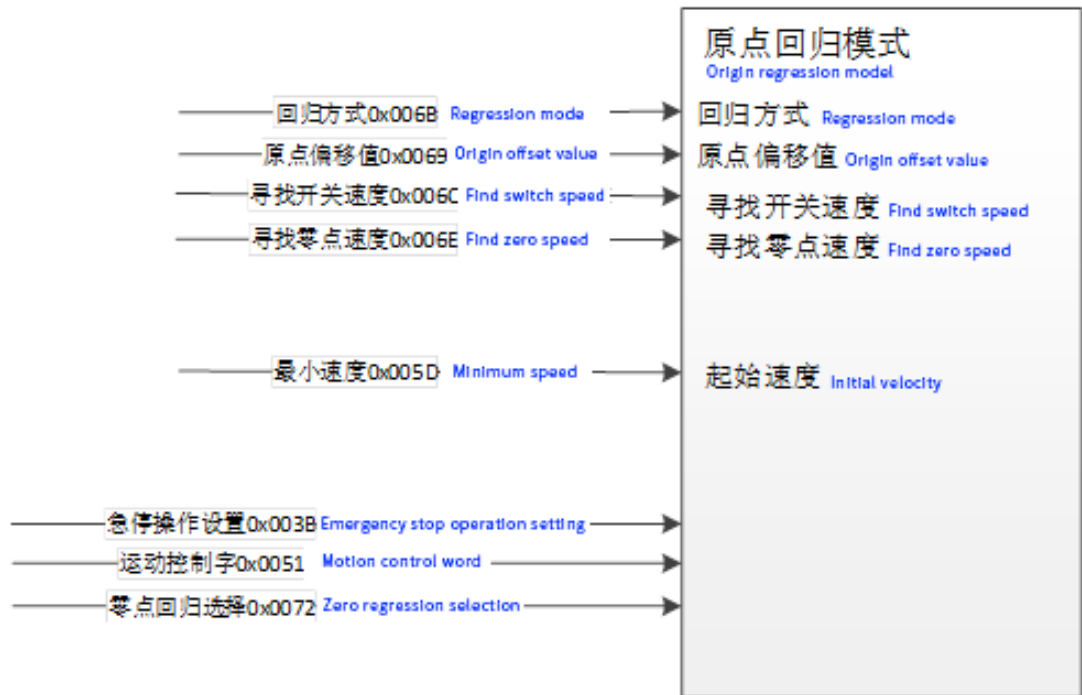 原点回归模式
Origin regression model
回归方式0x006B Regression mode 回归方式 Regression mode
原点偏移值0x0069 Origin offset value 原点偏移值 Origin offset value
寻找开关速度0x006C Find switch speed 寻找开关速度 Find switch speed
寻找零点速度0x006E Find zero speed 寻找零点速度 Find zero speed
最小速度0x005D Minimum speed 起始速度 Initial velocity
急停操作设置0x003B Emergency stop operation setting
运动控制字0x0051 Motion control word
零点回归选择0x0072 Zero regression selection